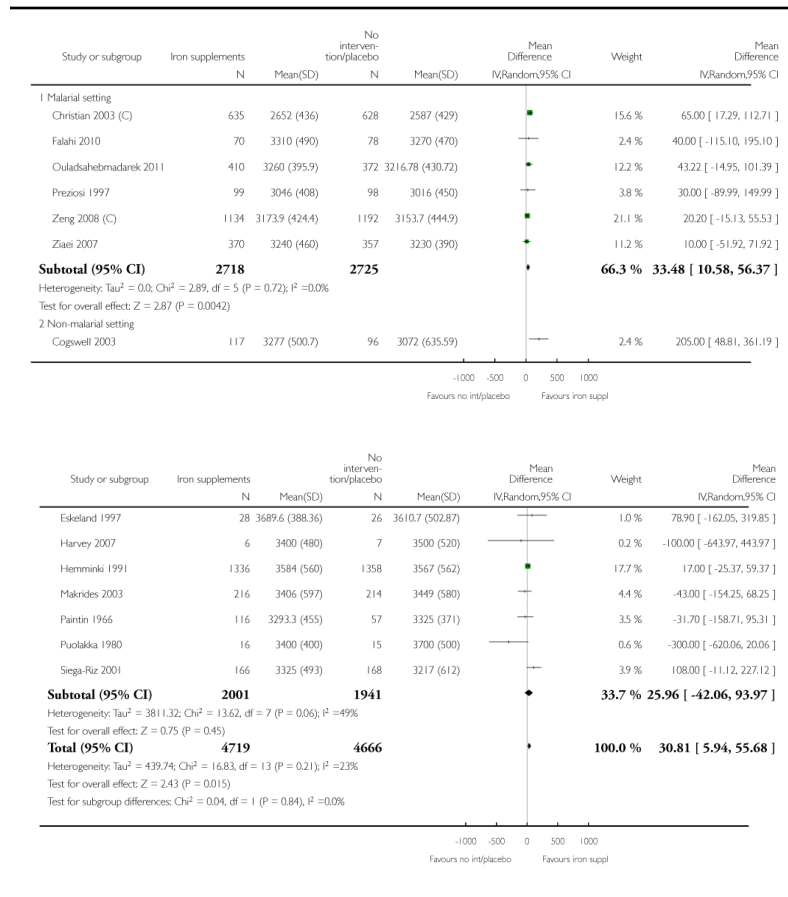 No
interven-
Mean Mean
Study or subgroup Iron supplements tion/placebo Difference Weight Difference
N Mean(SD) N Mean(SD) IV,Random,95% CI IV,Random,95% CI
1 Malarial setting
Christian 2003 (C) 635 2652 (436) 628 2587 (429) 15.6 % 65.00 [ 17.29, 112.71 ]
Falahi 2010 70 3310 (490) 78 3270 (470) 2.4 % 40.00 [ -115.10, 195.10 ]
Ouladsahebmadarek 2011 410 3260 (395.9) 372 3216.78 (430.72) 12.2 % 43.22 [ -14.95, 101.39 ]
Preziosi 1997 99 3046 (408) 98 3016 (450) 3.8 % 30.00 [ -89.99, 149.99 ]
Zeng 2008 (C) 1134 3173.9 (424.4) 1192 3153.7 (444.9) 21.1 % 20.20 [ -15.13, 55.53 ]
Ziaei 2007 370 3240 (460) 357 3230 (390) 11.2 % 10.00 [ -51.92, 71.92 ]
Subtotal (95% CI) 2718 2725 66.3 % 33.48 [ 10.58, 56.37 ]
Heterogeneity: Tau² = 0.0; Chi² = 2.89, df = 5 (P = 0.72); I² =0.0%
Test for overall effect: Z = 2.87 (P = 0.0042)
2 Non-malarial setting
Cogswell 2003 117 3277 (500.7) 96 3072 (635.59) 2.4 % 205.00 [ 48.81, 361.19 ]
-1000 -500 0 500 1000
Favours no int/placebo Favours iron suppl
No
interven-
Mean Mean
Study or subgroup Iron supplements tion/placebo Difference Weight Difference
N Mean(SD) N Mean(SD) IV,Random,95% CI IV,Random,95% CI
Eskeland 1997 28 3689.6 (388.36) 26 3610.7 (502.87) 1.0 % 78.90 [ -162.05, 319.85 ]
Harvey 2007 6 3400 (480) 7 3500 (520) 0.2 % -100.00 [ -643.97, 443.97 ]
Hemminki 1991 1336 3584 (560) 1358 3567 (562) 17.7 % 17.00 [ -25.37, 59.37 ]
Makrides 2003 216 3406 (597) 214 3449 (580) 4.4 % -43.00 [ -154.25, 68.25 ]
Paintin 1966 116 3293.3 (455) 57 3325 (371) 3.5 % -31.70 [ -158.71, 95.31 ]
Puolakka 1980 16 3400 (400) 15 3700 (500) 0.6 % -300.00 [ -620.06, 20.06 ]
Siega-Riz 2001 166 3325 (493) 168 3217 (612) 3.9 % 108.00 [ -11.12, 227.12 ]
Subtotal (95% CI) 2001 1941 33.7 % 25.96 [ -42.06, 93.97 ]
Heterogeneity: Tau² = 3811.32; Chi² = 13.62, df = 7 (P = 0.06); I² =49%
Test for overall effect: Z = 0.75 (P = 0.45)
Total (95% CI) 4719 4666 100.0 % 30.81 [ 5.94, 55.68 ]
Heterogeneity: Tau² = 439.74; Chi² = 16.83, df = 13 (P = 0.21); I² =23%
Test for overall effect: Z = 2.43 (P = 0.015)
Test for subgroup differences: Chi² = 0.04, df = 1 (P = 0.84), I² =0.0%
-1000 -500 0 500 1000
Favours no int/placebo Favours iron suppl